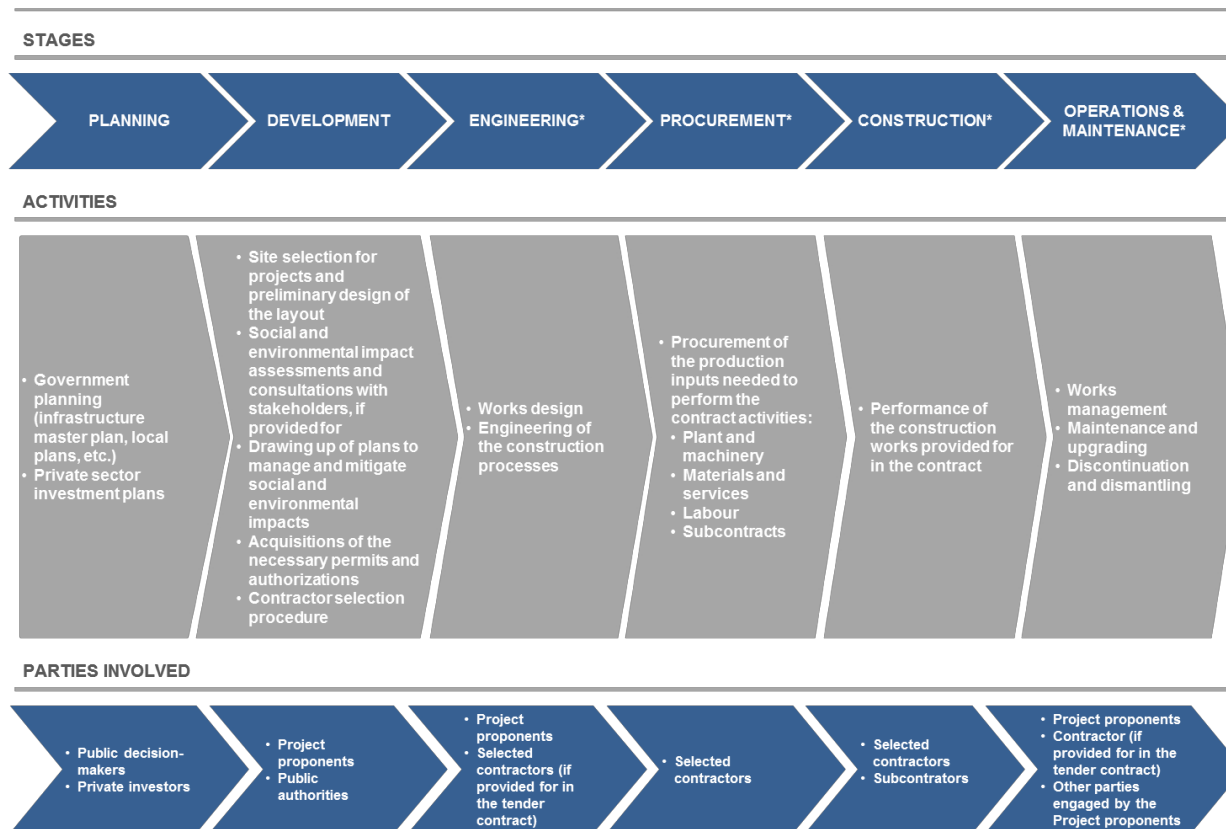 STAGES
PLANNING
DEVELOPMENT
ENGINEERING*
PROCUREMENT*
CONSTRUCTION*
OPERATIONS &
MAINTENANCE*
ACTIVITIES
• Government
planning
(infrastructure
master plan, local
plans, etc.)
• Private sector
investment plans
• Site selection for
projects and
preliminary design of
the layout
• Social and
environmental impact
assessments and
consultations with
stakeholders, if
provided for
• Drawing up of plans to
manage and mitigate
social and
environmental
impacts
• Acquisitions of the
necessary permits and
authorizations
• Contractor selection
procedure
• Works design
• Engineering of
the construction
processes
• Procurement of
the production
inputs needed to
perform the
contract activities:
• Plant and
machinery
• Materials and
services
• Labour
• Subcontracts
• Performance of
the construction
works provided for
in the contract
• Works
management
• Maintenance and
upgrading
• Discontinuation
and dismantling
PARTIES INVOLVED
• Public decision-
makers
• Private investors
• Project
proponents
• Public
authorities
• Project
proponents
• Selected
contractors (if
provided for in
the tender
contract)
• Selected
contractors
• Selected
contractors
• Subcontrators
• Project proponents
• Contractor (if
provided for in the
tender contract)
• Other parties
engaged by the
Project proponents